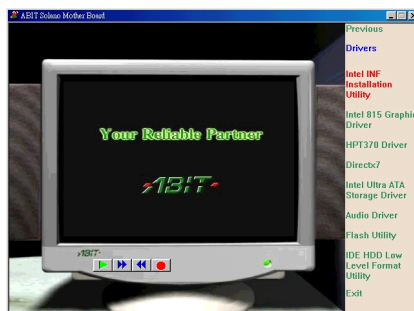 ABIT Solano Mother Board
Your Reliable Partner
ABIT
ABIT
Previous
Drivers
Intel INF
Installation
Utility
Intel 815 Graphic
Driver
HPT370 Driver
Directx7
Intel Ultra ATA
Storage Driver
Audio Driver
Flash Utility
IDE HDD Low
Level Format
Utility
Exit